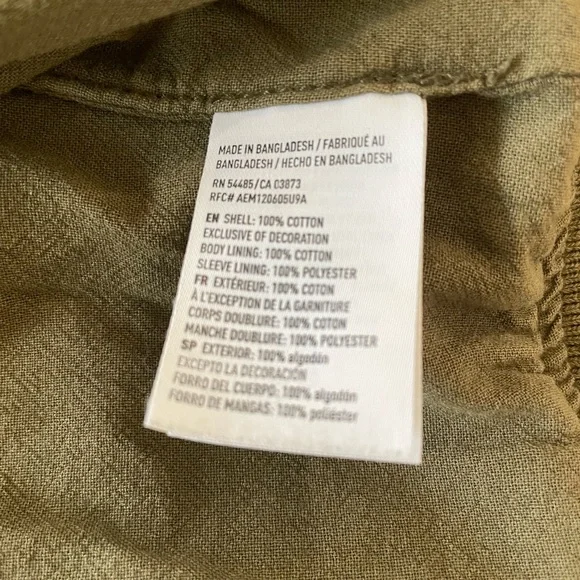 MADE IN BANGLADESH / FABRIQUÉ AU
BANGLADESH / HECHO EN BANGLADESH
RN 54485/CA 03873
RFC# AEM120605U9A
EN SHELL: 100% COTTON
EXCLUSIVE OF DECORATION
BODY LINING: 100% COTTON
SLEEVE LINING: 100% POLYESTER
FR EXTÉRIEUR: 100% COTON
À L'EXCEPTION DE LA GARNITURE
CORPS DOUBLURE: 100% COTON
MANCHE DOUBLURE: 100% POLYESTER
SP EXTERIOR: 100% algodón
EXCEPTO LA DECORACIÓN
FORRO DEL CUERPO: 100% algodón
FORRO DE MANGAS: 100% poliéster